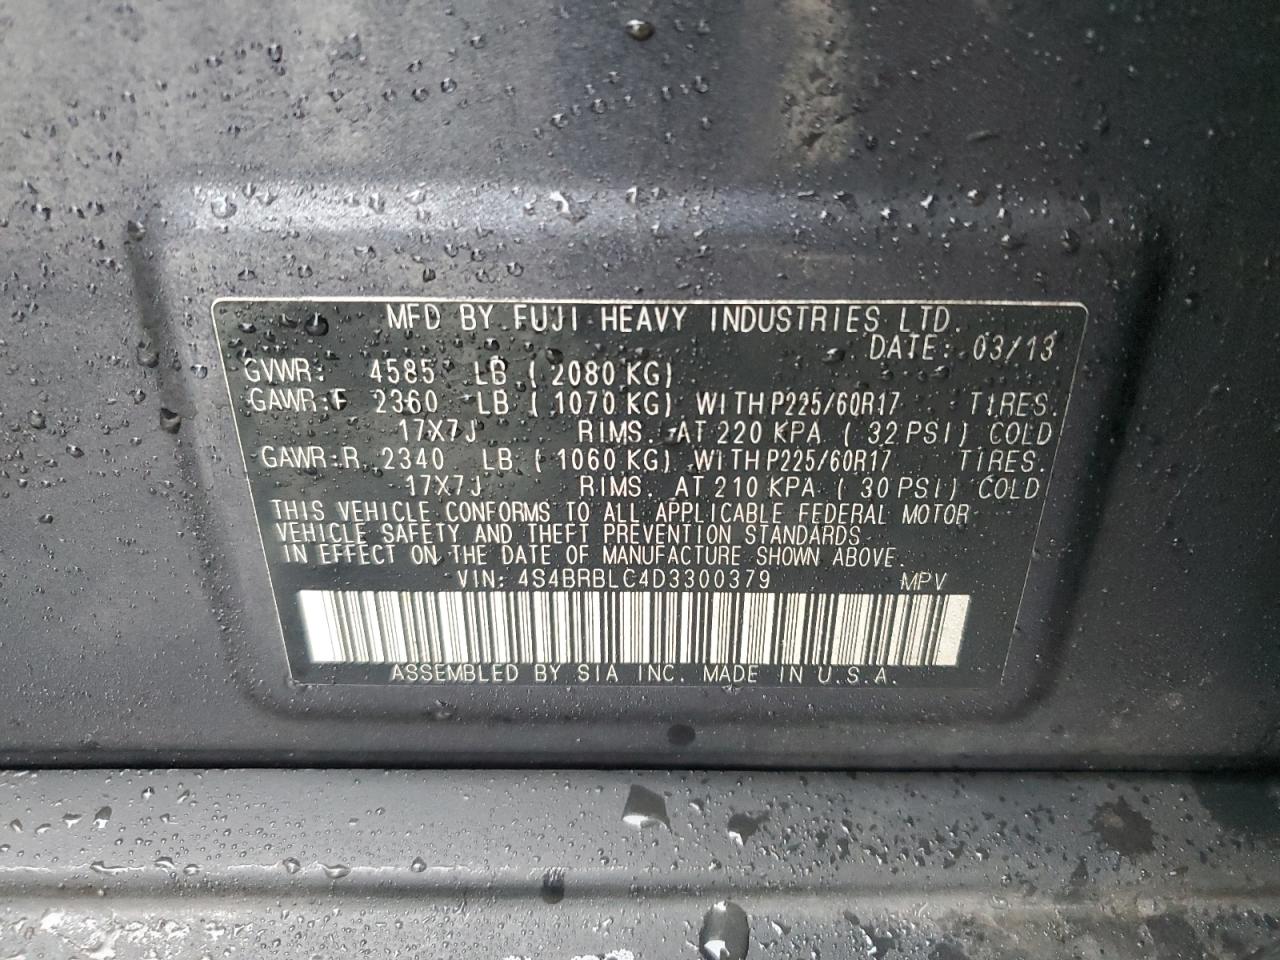 MFD BY FUJI HEAVY INDUSTRIES LTD.
DATE: 03/13
GVWR: 4585 LB ( 2080 KG)
GAWR:F 2360 LB ( 1070 KG) WITH P225/60R17 TIRES.
17X7J RIMS. AT 220 KPA ( 32 PSI) COLD
GAWR:R 2340 LB ( 1060 KG) WITH P225/60R17 TIRES.
17X7J RIMS. AT 210 KPA ( 30 PSI) COLD
THIS VEHICLE CONFORMS TO ALL APPLICABLE FEDERAL MOTOR
VEHICLE SAFETY AND THEFT PREVENTION STANDARDS
IN EFFECT ON THE DATE OF MANUFACTURE SHOWN ABOVE.
VIN: 4S4BRBLC4D3300379 MPV
ASSEMBLED BY SIA INC. MADE IN U.S.A.